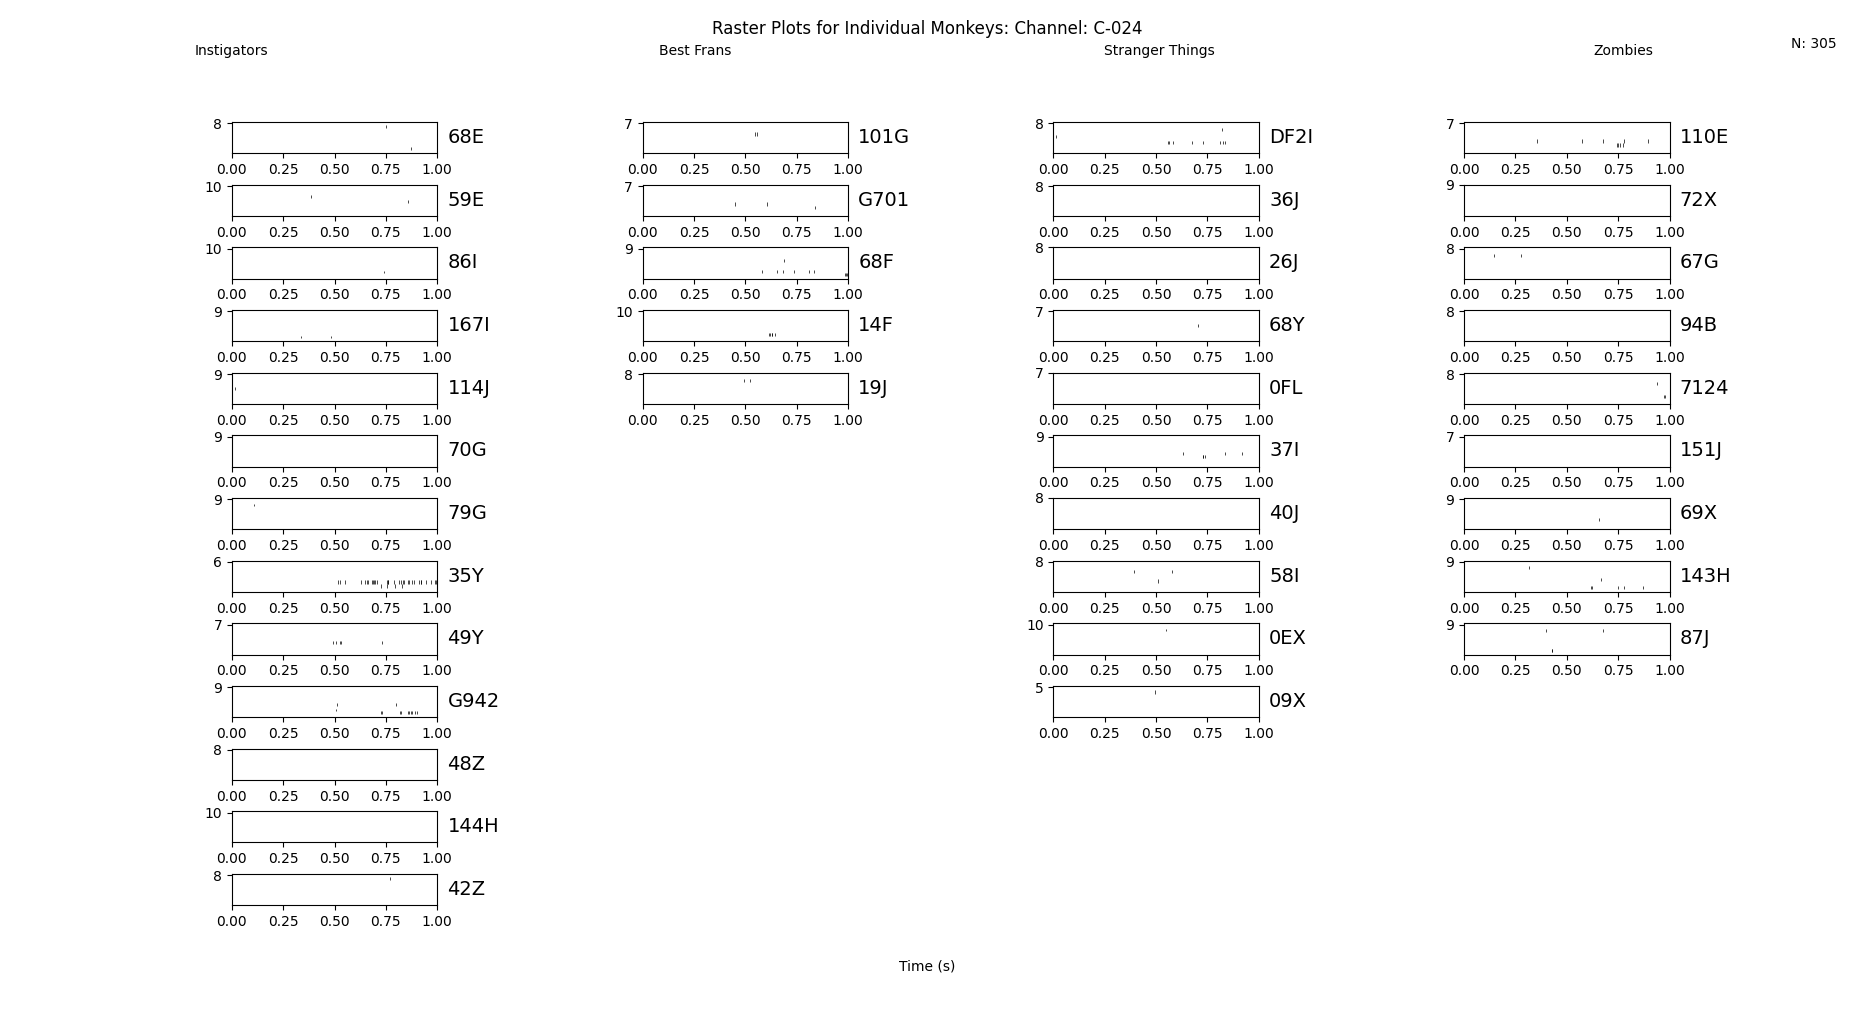 Raster Plots for Individual Monkeys: Channel: C-024
Instigators Best Frans Stranger Things Zombies N: 305
8 68E 7 101G 8 DF2I 7 110E
0.00 0.25 0.50 0.75 1.00 0.00 0.25 0.50 0.75 1.00 0.00 0.25 0.50 0.75 1.00 0.00 0.25 0.50 0.75 1.00
10 59E 7 G701 8 36J 9 72X
0.00 0.25 0.50 0.75 1.00 0.00 0.25 0.50 0.75 1.00 0.00 0.25 0.50 0.75 1.00 0.00 0.25 0.50 0.75 1.00
10 86I 9 68F 8 26J 8 67G
0.00 0.25 0.50 0.75 1.00 0.00 0.25 0.50 0.75 1.00 0.00 0.25 0.50 0.75 1.00 0.00 0.25 0.50 0.75 1.00
9 167I 10 14F 7 68Y 8 94B
0.00 0.25 0.50 0.75 1.00 0.00 0.25 0.50 0.75 1.00 0.00 0.25 0.50 0.75 1.00 0.00 0.25 0.50 0.75 1.00
9 114J 8 19J 7 0FL 8 7124
0.00 0.25 0.50 0.75 1.00 0.00 0.25 0.50 0.75 1.00 0.00 0.25 0.50 0.75 1.00 0.00 0.25 0.50 0.75 1.00
9 70G 9 37I 7 151J
0.00 0.25 0.50 0.75 1.00 0.00 0.25 0.50 0.75 1.00 0.00 0.25 0.50 0.75 1.00
9 79G 8 40J 9 69X
0.00 0.25 0.50 0.75 1.00 0.00 0.25 0.50 0.75 1.00 0.00 0.25 0.50 0.75 1.00
6 35Y 8 58I 9 143H
0.00 0.25 0.50 0.75 1.00 0.00 0.25 0.50 0.75 1.00 0.00 0.25 0.50 0.75 1.00
7 49Y 10 0EX 9 87J
0.00 0.25 0.50 0.75 1.00 0.00 0.25 0.50 0.75 1.00 0.00 0.25 0.50 0.75 1.00
9 G942 5 09X
0.00 0.25 0.50 0.75 1.00 0.00 0.25 0.50 0.75 1.00
8 48Z
0.00 0.25 0.50 0.75 1.00
10 144H
0.00 0.25 0.50 0.75 1.00
8 42Z
0.00 0.25 0.50 0.75 1.00
Time (s)